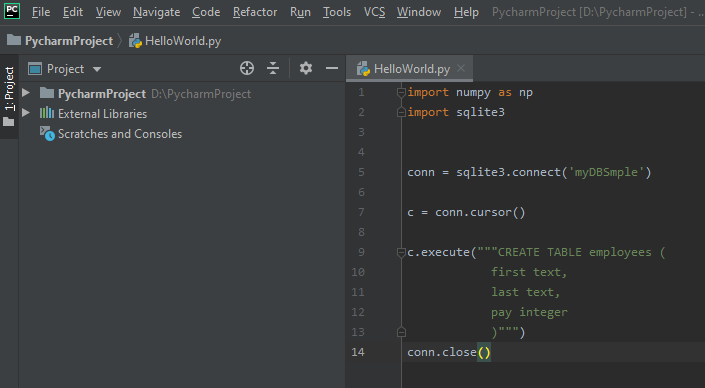 PC File Edit View Navigate Code Refactor Run Tools VCS Window Help PycharmProject [D:\PycharmProject] - ...
PycharmProject HelloWorld.py
1: Project
Project
HelloWorld.py
PycharmProject D:\PycharmProject
External Libraries
Scratches and Consoles
1 import numpy as np
2 import sqlite3
3
4
5 conn = sqlite3.connect('myDBSmple')
6
7 c = conn.cursor()
8
9 c.execute("""CREATE TABLE employees (
10 first text,
11 last text,
12 pay integer
13 )""")
14 conn.close()